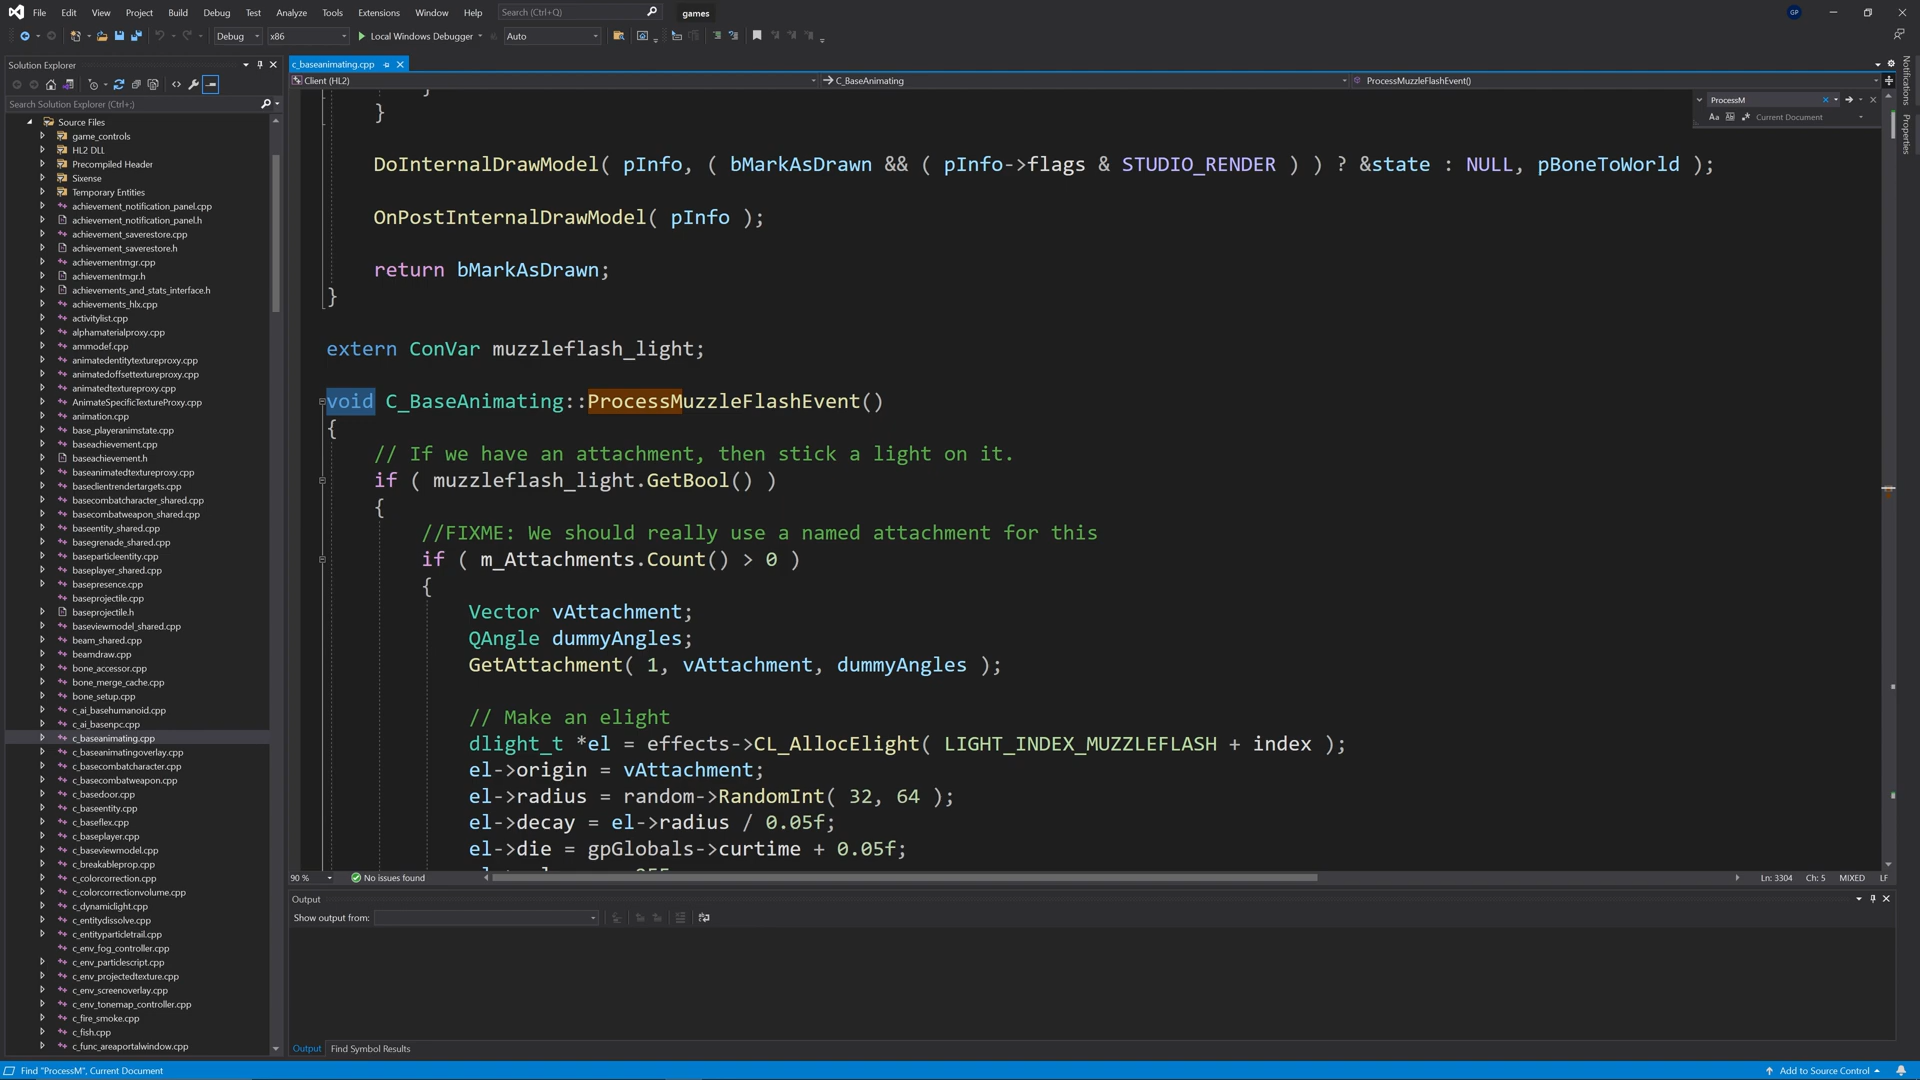 File Edit View Project Build Debug Test Analyze Tools Extensions Window Help Search (Ctrl+Q) games GP
Debug x86 Local Windows Debugger Auto
Solution Explorer
Search Solution Explorer (Ctrl+;)
Source Files
game_controls
HL2 DLL
Precompiled Header
Sixense
Temporary Entities
achievement_notification_panel.cpp
achievement_notification_panel.h
achievement_saverestore.cpp
achievement_saverestore.h
achievementmgr.cpp
achievementmgr.h
achievements_and_stats_interface.h
achievements_hlx.cpp
activitylist.cpp
alphamaterialproxy.cpp
ammodef.cpp
animatedentitytextureproxy.cpp
animatedoffsettextureproxy.cpp
animatedtextureproxy.cpp
AnimateSpecificTextureProxy.cpp
animation.cpp
base_playeranimstate.cpp
baseachievement.cpp
baseachievement.h
baseanimatedtextureproxy.cpp
baseclientrendertargets.cpp
basecombatcharacter_shared.cpp
basecombatweapon_shared.cpp
baseentity_shared.cpp
basegrenade_shared.cpp
baseparticleentity.cpp
baseplayer_shared.cpp
basepresence.cpp
baseprojectile.cpp
baseprojectile.h
baseviewmodel_shared.cpp
beam_shared.cpp
beamdraw.cpp
bone_accessor.cpp
bone_merge_cache.cpp
bone_setup.cpp
c_ai_basehumanoid.cpp
c_ai_basenpc.cpp
c_baseanimating.cpp
c_baseanimatingoverlay.cpp
c_basecombatcharacter.cpp
c_basecombatweapon.cpp
c_basedoor.cpp
c_baseentity.cpp
c_baseflex.cpp
c_baseplayer.cpp
c_baseviewmodel.cpp
c_breakableprop.cpp
c_colorcorrection.cpp
c_colorcorrectionvolume.cpp
c_dynamiclight.cpp
c_entitydissolve.cpp
c_entityparticletrail.cpp
c_env_fog_controller.cpp
c_env_particlescript.cpp
c_env_projectedtexture.cpp
c_env_screenoverlay.cpp
c_env_tonemap_controller.cpp
c_fire_smoke.cpp
c_fish.cpp
c_func_areaportalwindow.cpp
c_baseanimating.cpp
Client (HL2) C_BaseAnimating ProcessMuzzleFlashEvent()
ProcessM
Aa Current Document
}
}
DoInternalDrawModel( pInfo, ( bMarkAsDrawn && ( pInfo->flags & STUDIO_RENDER ) ) ? &state : NULL, pBoneToWorld );
OnPostInternalDrawModel( pInfo );
return bMarkAsDrawn;
}
extern ConVar muzzleflash_light;
void C_BaseAnimating::ProcessMuzzleFlashEvent()
{
// If we have an attachment, then stick a light on it.
if ( muzzleflash_light.GetBool() )
{
//FIXME: We should really use a named attachment for this
if ( m_Attachments.Count() > 0 )
{
Vector vAttachment;
QAngle dummyAngles;
GetAttachment( 1, vAttachment, dummyAngles );
// Make an elight
dlight_t *el = effects->CL_AllocElight( LIGHT_INDEX_MUZZLEFLASH + index );
el->origin = vAttachment;
el->radius = random->RandomInt( 32, 64 );
el->decay = el->radius / 0.05f;
el->die = gpGlobals->curtime + 0.05f;
90 % No issues found Ln: 3304 Ch: 5 MIXED LF
Output
Show output from:
Output Find Symbol Results
Find "ProcessM", Current Document Add to Source Control
Notifications
Properties